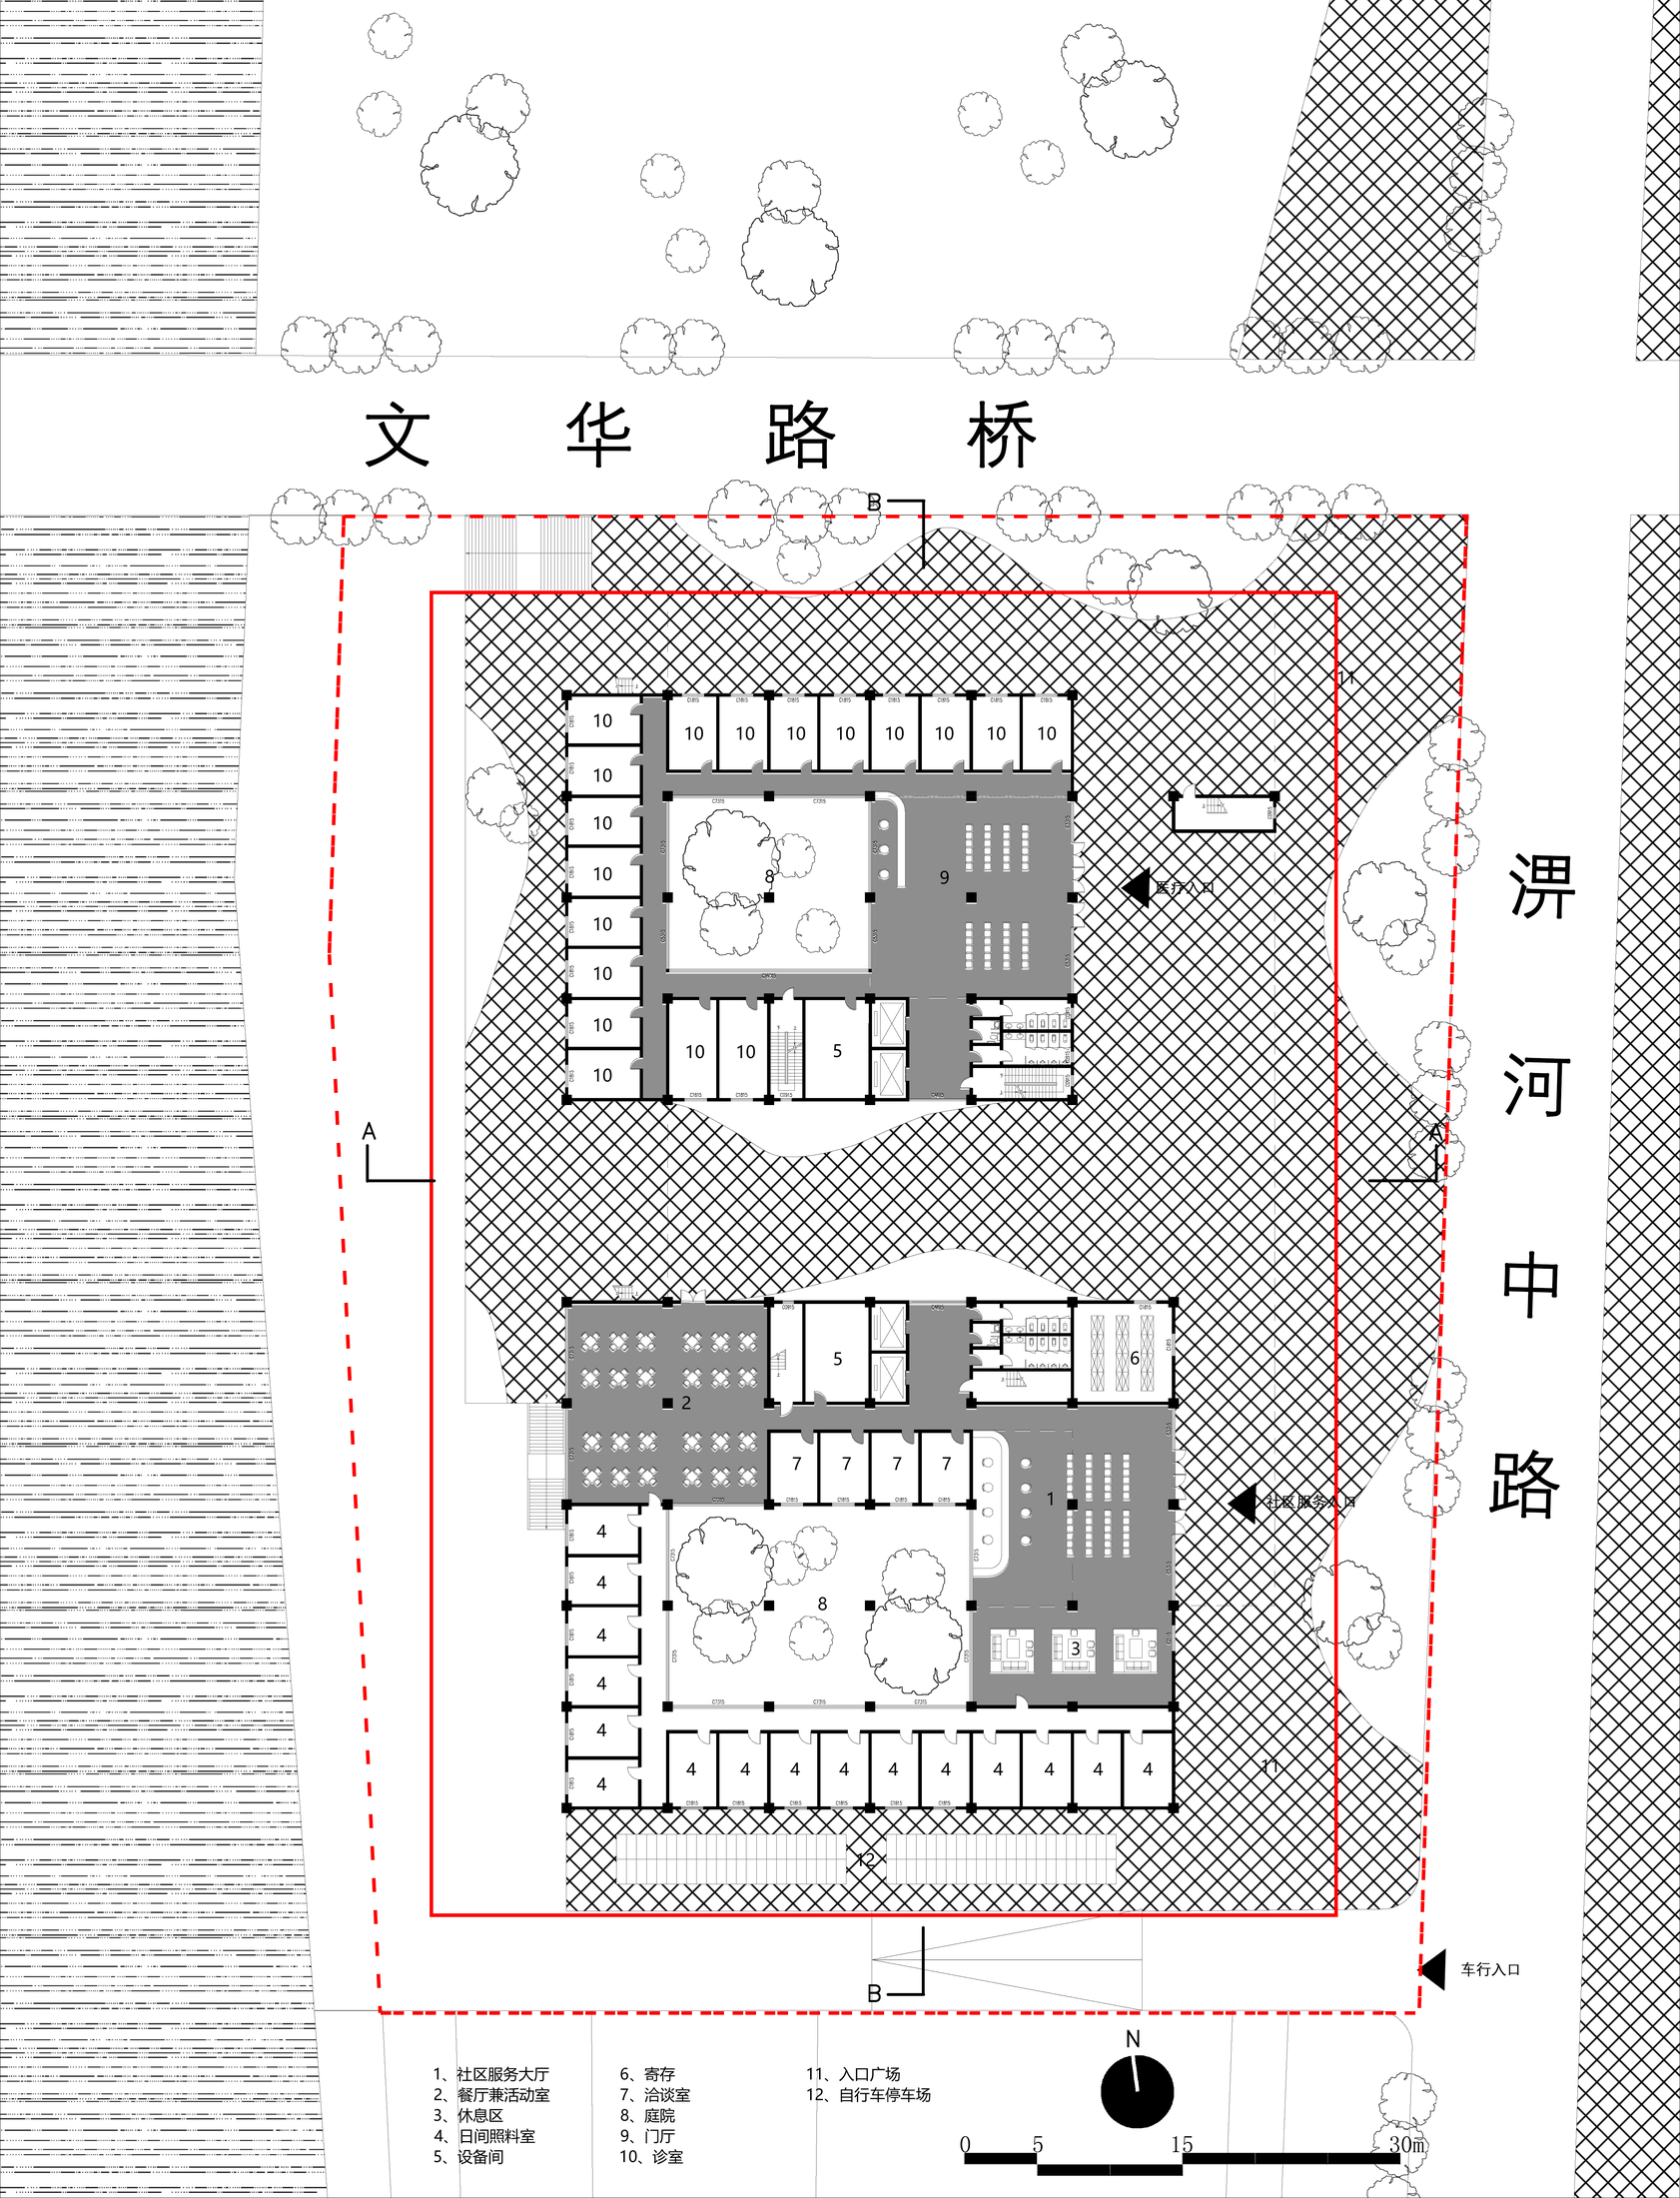 文华路桥
B
11
10 10 10 10 10 10 10 10
10
10
10
10
10
10
10
10
8
9
医疗入口
10 10 5
A
A
淠河中路
5
6
2
7 7 7 7
1
社区服务入口
4
4
4
4
4
4
8
3
4 4 4 4 4 4 4 4 4 4
11
12
B
车行入口
N
1、社区服务大厅
2、餐厅兼活动室
3、休息区
4、日间照料室
5、设备间
6、寄存
7、洽谈室
8、庭院
9、门厅
10、诊室
11、入口广场
12、自行车停车场
0 5 15 30m